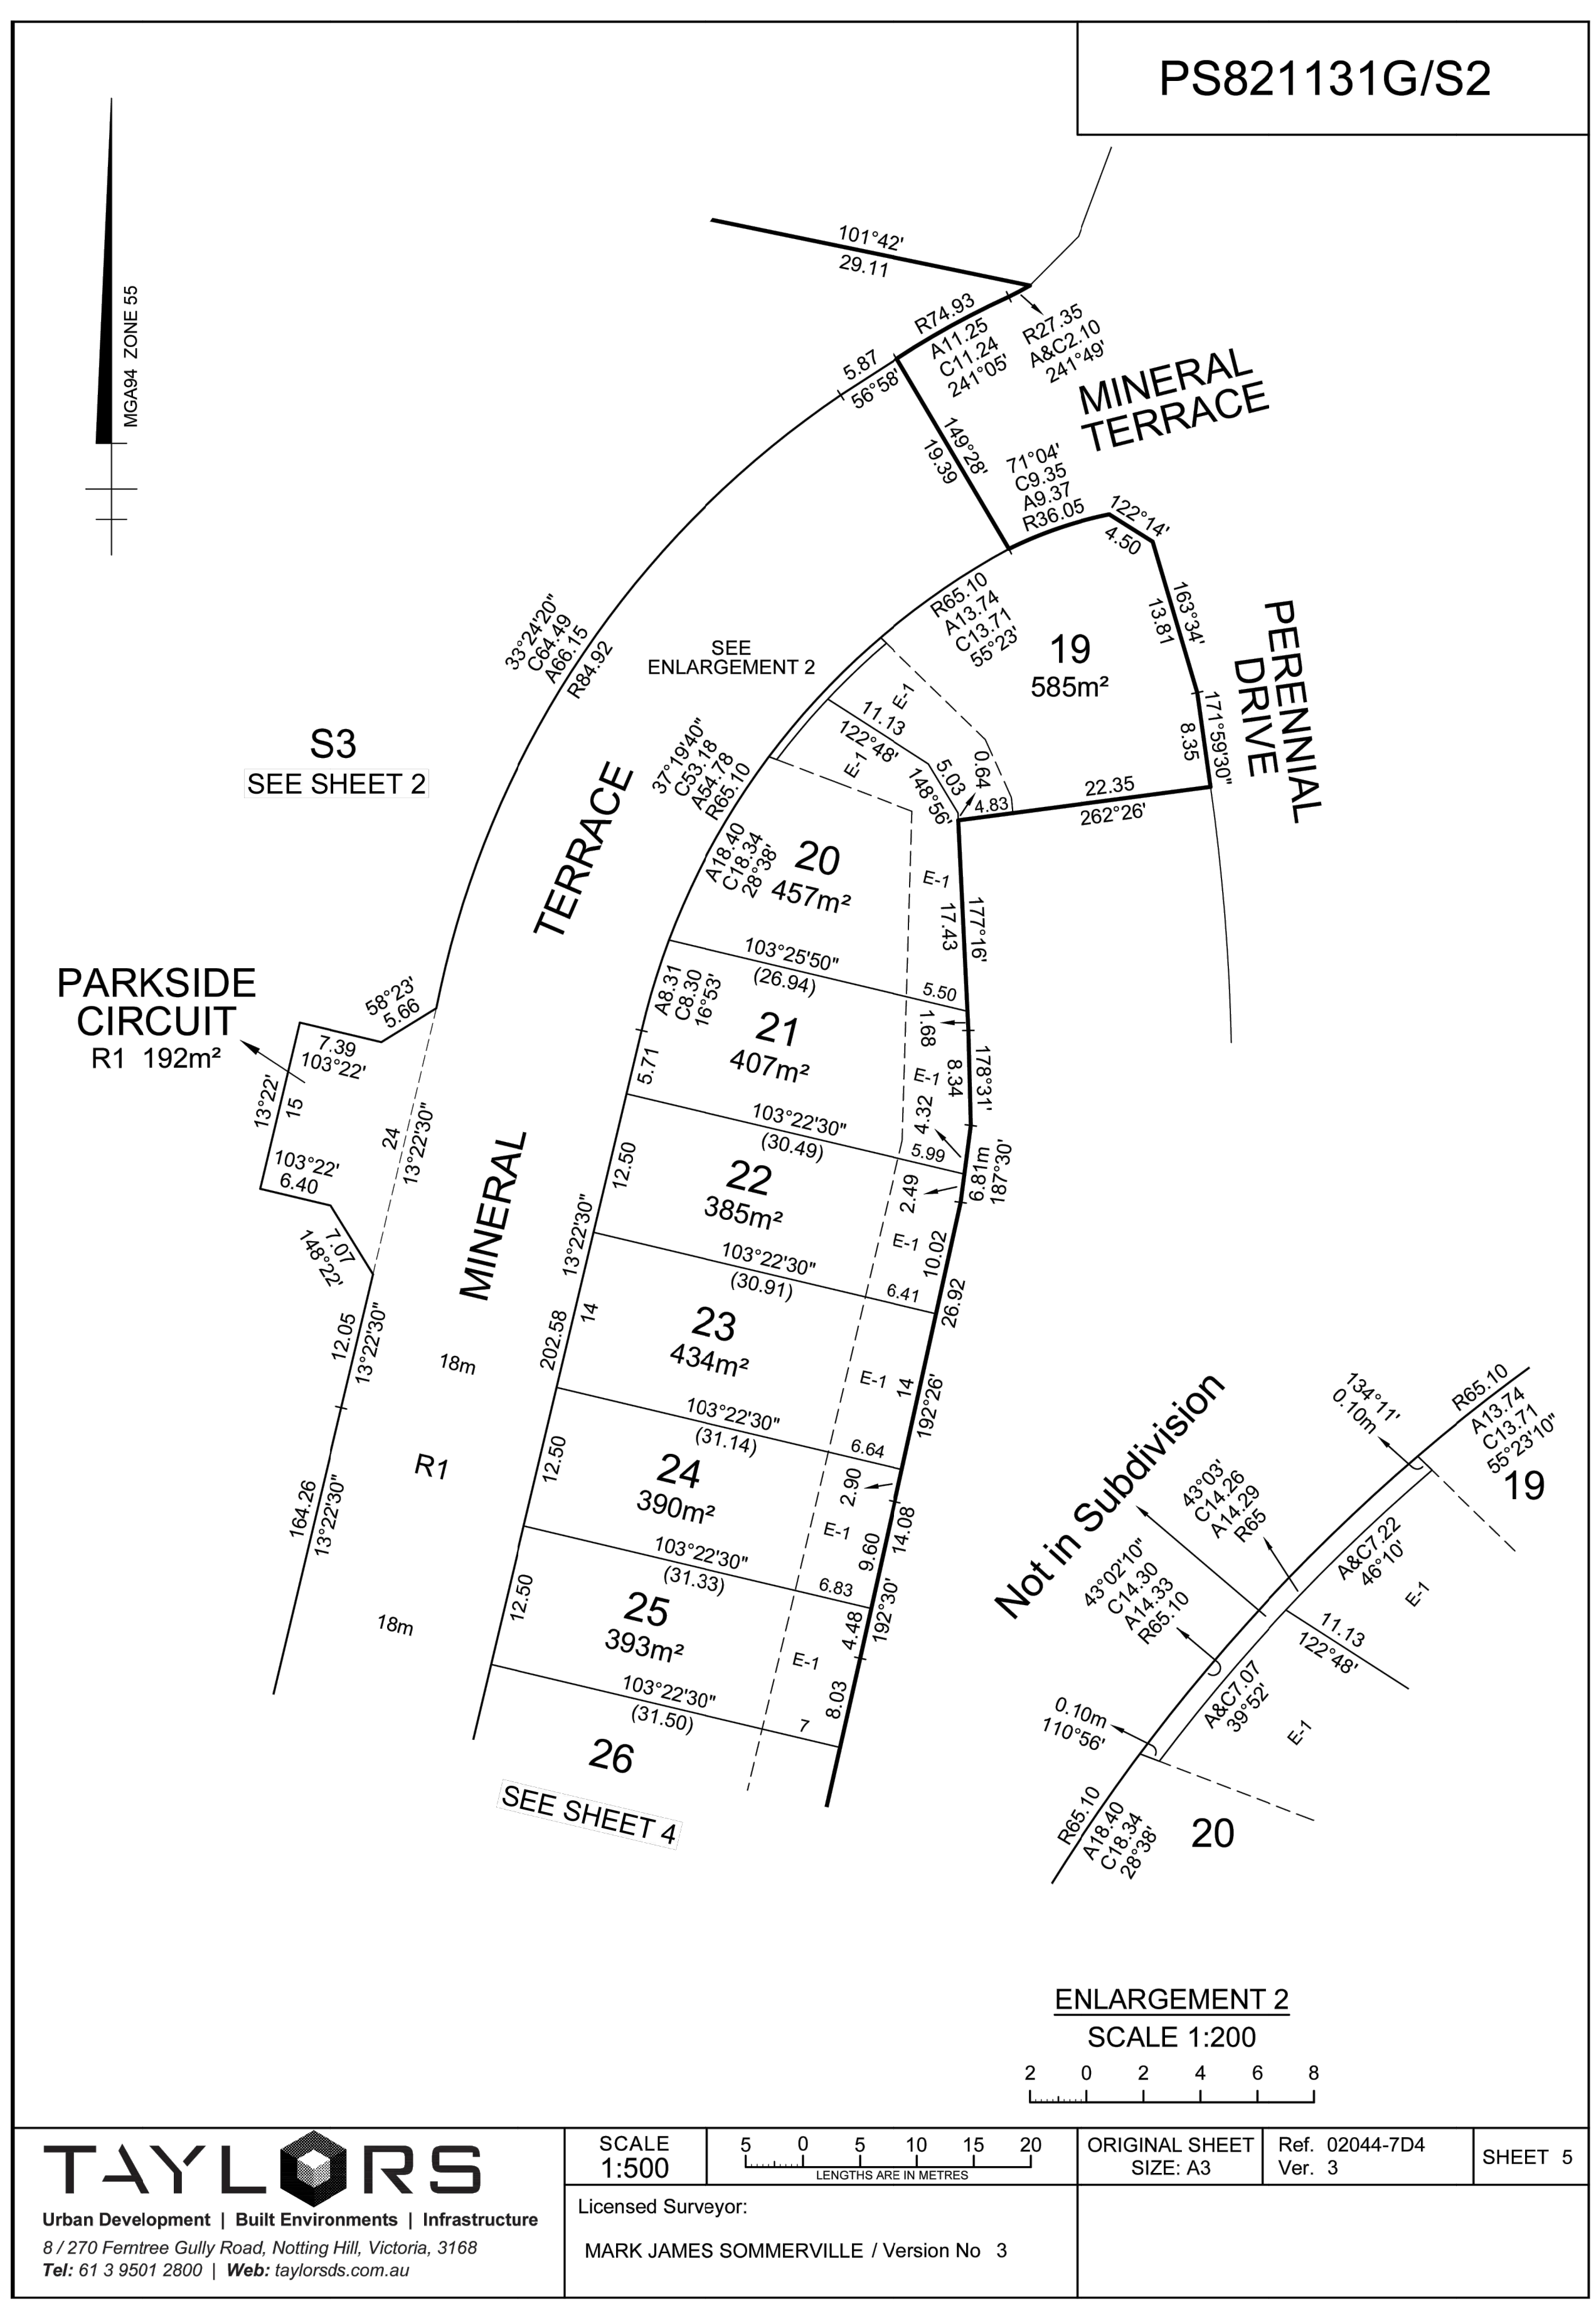 PS821131G/S2
MGA94 ZONE 55
101°42'
29.11
R74.93
A11.25
C11.24
241°05'
R27.35
A&C2.10
241°49'
5.87
56°58'
MINERAL
TERRACE
149°28'
19.39
71°04'
C9.35
A9.37
R36.05
122°14'
4.50
163°34'
13.81
PERENNIAL
DRIVE
171°59'30"
8.35
33°24'20"
C64.49
A66.15
R84.92
SEE
ENLARGEMENT 2
R65.10
A13.74
C13.71
55°23'
19
585m²
E-1
11.13
122°48'
E-1
5.03
148°56'
0.64
4.83
22.35
262°26'
S3
SEE SHEET 2
37°19'40"
C53.18
A54.78
R65.10
A18.40
C18.34
28°38'
20
457m²
E-1
17.43
177°16'
TERRACE
103°25'50"
(26.94)
5.50
PARKSIDE
CIRCUIT
R1 192m²
58°23'
5.66
7.39
103°22'
13°22'
15
24
13°22'30"
103°22'
6.40
7.07
148°22'
A8.31
C8.30
16°53'
21
407m²
5.71
1.68
E-1
8.34
178°31'
4.32
103°22'30"
(30.49)
5.99
6.81m
187°30'
MINERAL
12.50
22
385m²
2.49
E-1
10.02
13°22'30"
103°22'30"
(30.91)
6.41
26.92
12.05
13°22'30"
18m
202.58
14
23
434m²
E-1
14
192°26'
103°22'30"
(31.14)
6.64
R1
12.50
24
390m²
2.90
E-1
9.60
14.08
164.26
13°22'30"
103°22'30"
(31.33)
6.83
18m
12.50
25
393m²
4.48
192°30'
E-1
8.03
103°22'30"
(31.50)
7
26
SEE SHEET 4
Not in Subdivision
134°11'
0.10m
R65.10
A13.74
C13.71
55°23'10"
19
43°03'
C14.26
A14.29
R65
43°02'10"
C14.30
A14.33
R65.10
A&C7.22
46°10'
E-1
11.13
122°48'
A&C7.07
39°52'
E-1
0.10m
110°56'
R65.10
A18.40
C18.34
28°38'
20
ENLARGEMENT 2
SCALE 1:200
2 0 2 4 6 8
TAYLORS
Urban Development | Built Environments | Infrastructure
8 / 270 Ferntree Gully Road, Notting Hill, Victoria, 3168
Tel: 61 3 9501 2800 | Web: taylorsds.com.au
SCALE
1:500
5 0 5 10 15 20
LENGTHS ARE IN METRES
ORIGINAL SHEET
SIZE: A3
Ref. 02044-7D4
Ver. 3
SHEET 5
Licensed Surveyor:
MARK JAMES SOMMERVILLE / Version No 3